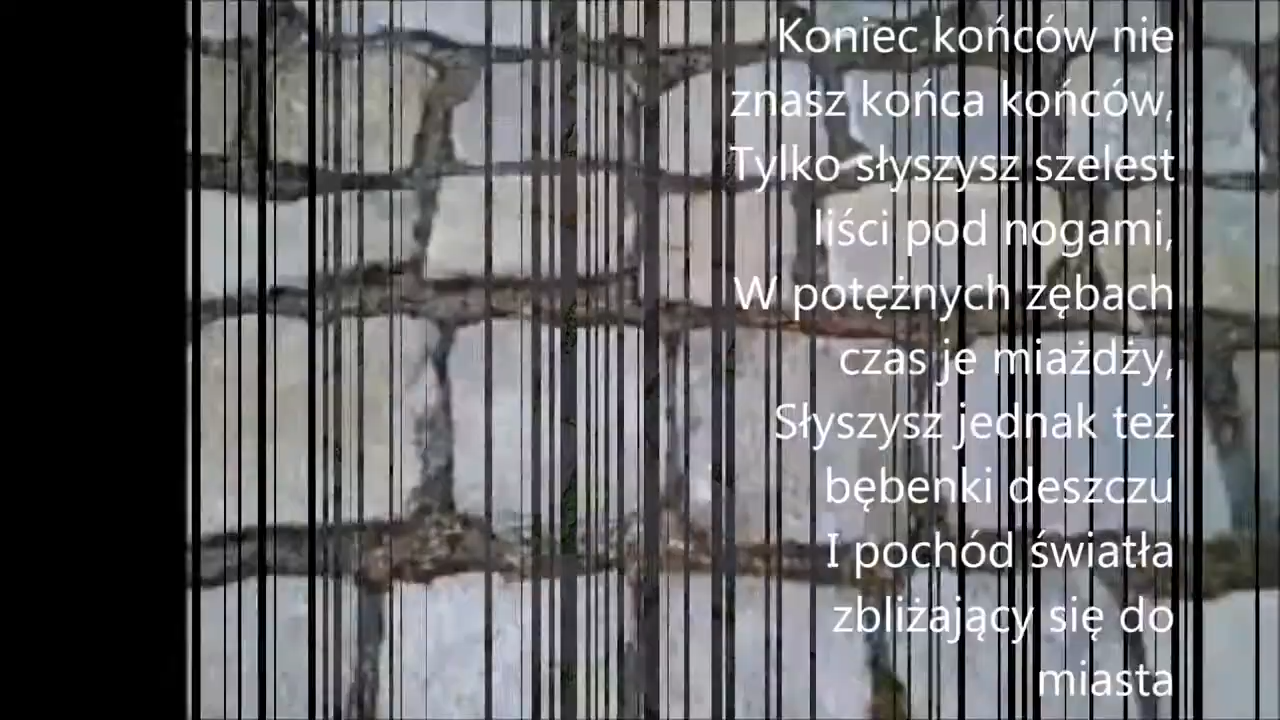 Koniec końców nie
znasz końca końców,
Tylko słyszysz szelest
liści pod nogami,
W potężnych zębach
czas je miażdży,
Słyszysz jednak też
bębenki deszczu
I pochód światła
zbliżający się do
miasta